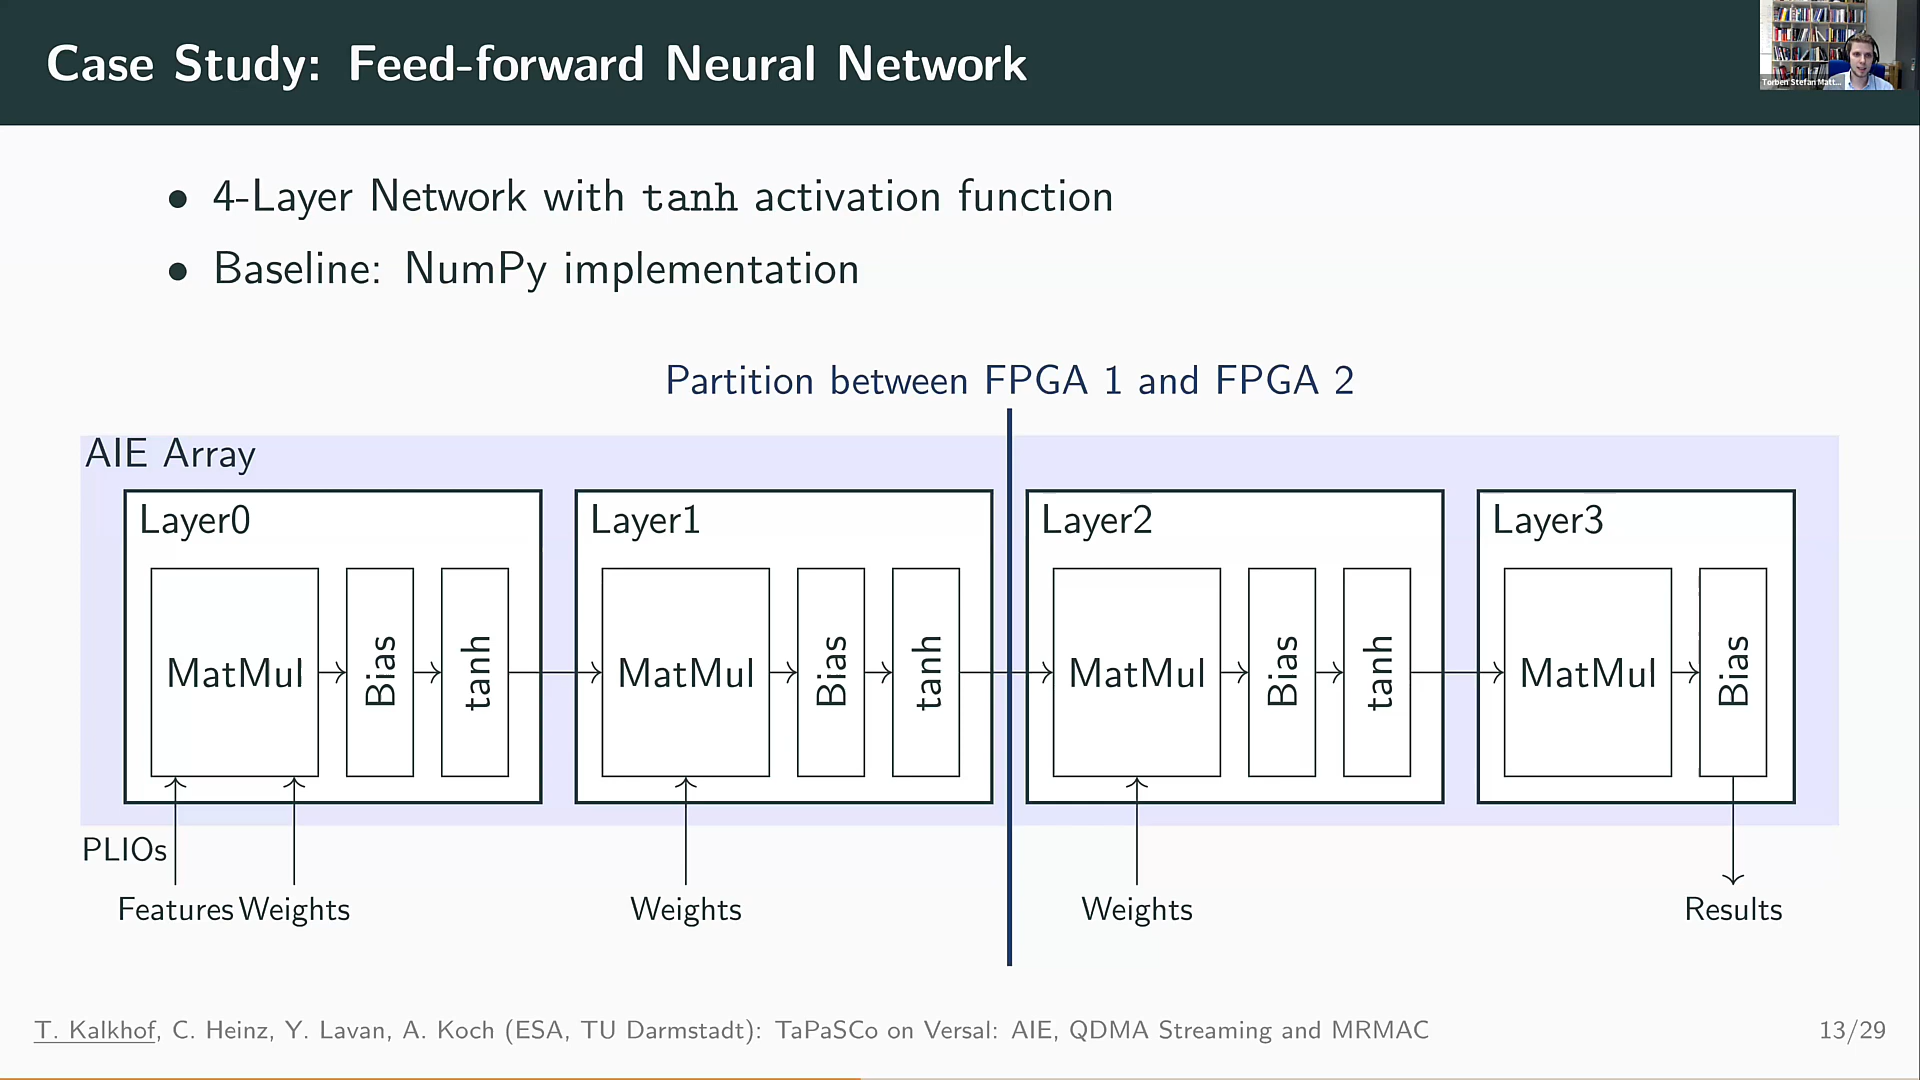 Case Study: Feed-forward Neural Network
Torben Stefan Matt...
• 4-Layer Network with tanh activation function
• Baseline: NumPy implementation
Partition between FPGA 1 and FPGA 2
AIE Array
Layer0
MatMul
Bias
tanh
Layer1
MatMul
Bias
tanh
Layer2
MatMul
Bias
tanh
Layer3
MatMul
Bias
PLIOs
Features
Weights
Weights
Weights
Results
T. Kalkhof, C. Heinz, Y. Lavan, A. Koch (ESA, TU Darmstadt): TaPaSCo on Versal: AIE, QDMA Streaming and MRMAC
13/29